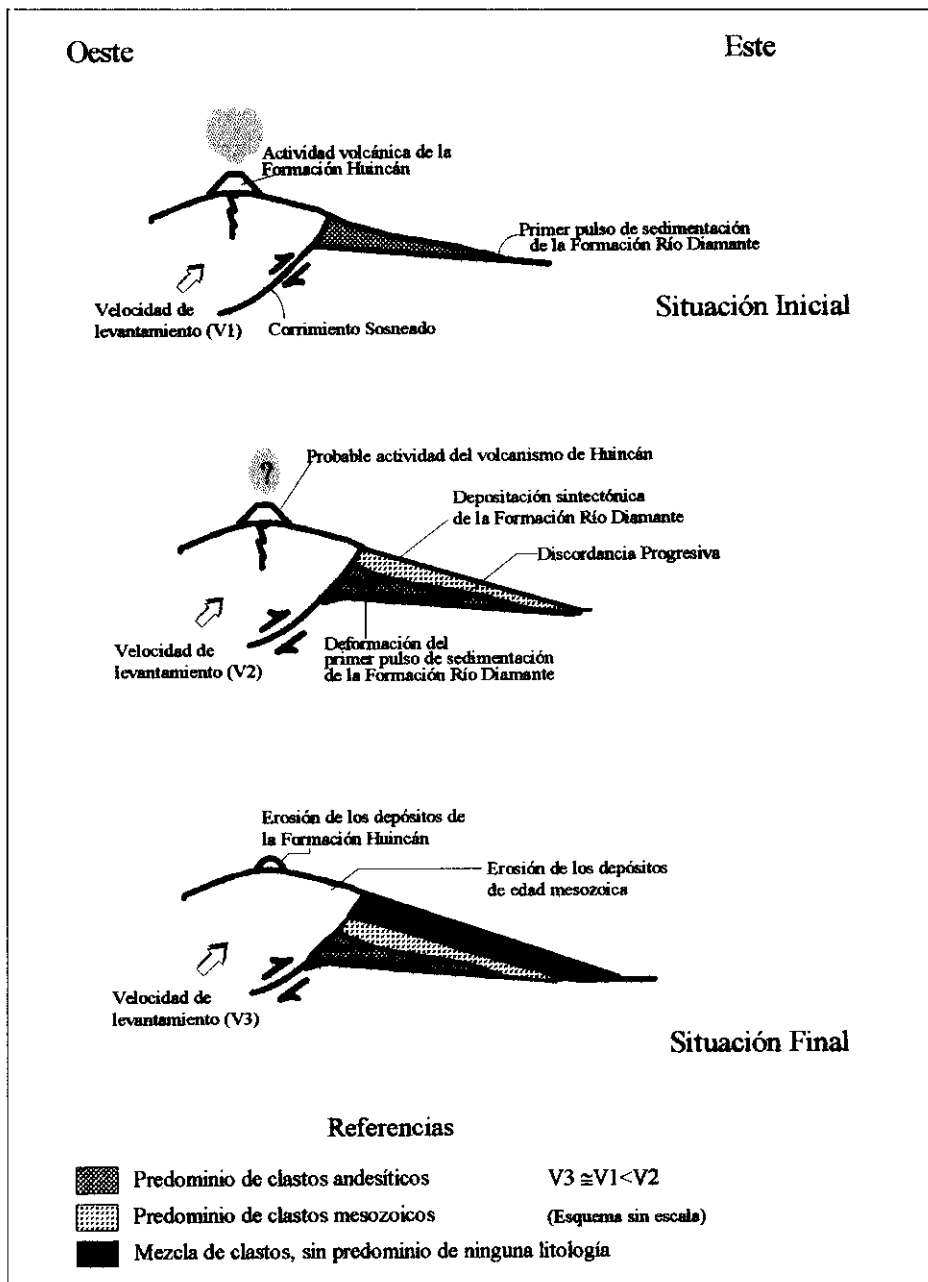 Oeste
Este
Actividad volcánica de la
Formación Huincán
Primer pulso de sedimentación
de la Formación Río Diamante
Velocidad de
levantamiento (V1)
Corrimiento Sosneado
Situación Inicial
?
Probable actividad del volcanismo de Huincán
Depositación sintectónica
de la Formación Río Diamante
Discordancia Progresiva
Velocidad de
levantamiento (V2)
Deformación del
primer pulso de sedimentación
de la Formación Río Diamante
Erosión de los depósitos de
la Formación Huincán
Erosión de los depósitos
de edad mesozoica
Velocidad de
levantamiento (V3)
Situación Final
Referencias
Predominio de clastos andesíticos
V3 ≅V1<V2
Predominio de clastos mesozoicos
(Esquema sin escala)
Mezcla de clastos, sin predominio de ninguna litología